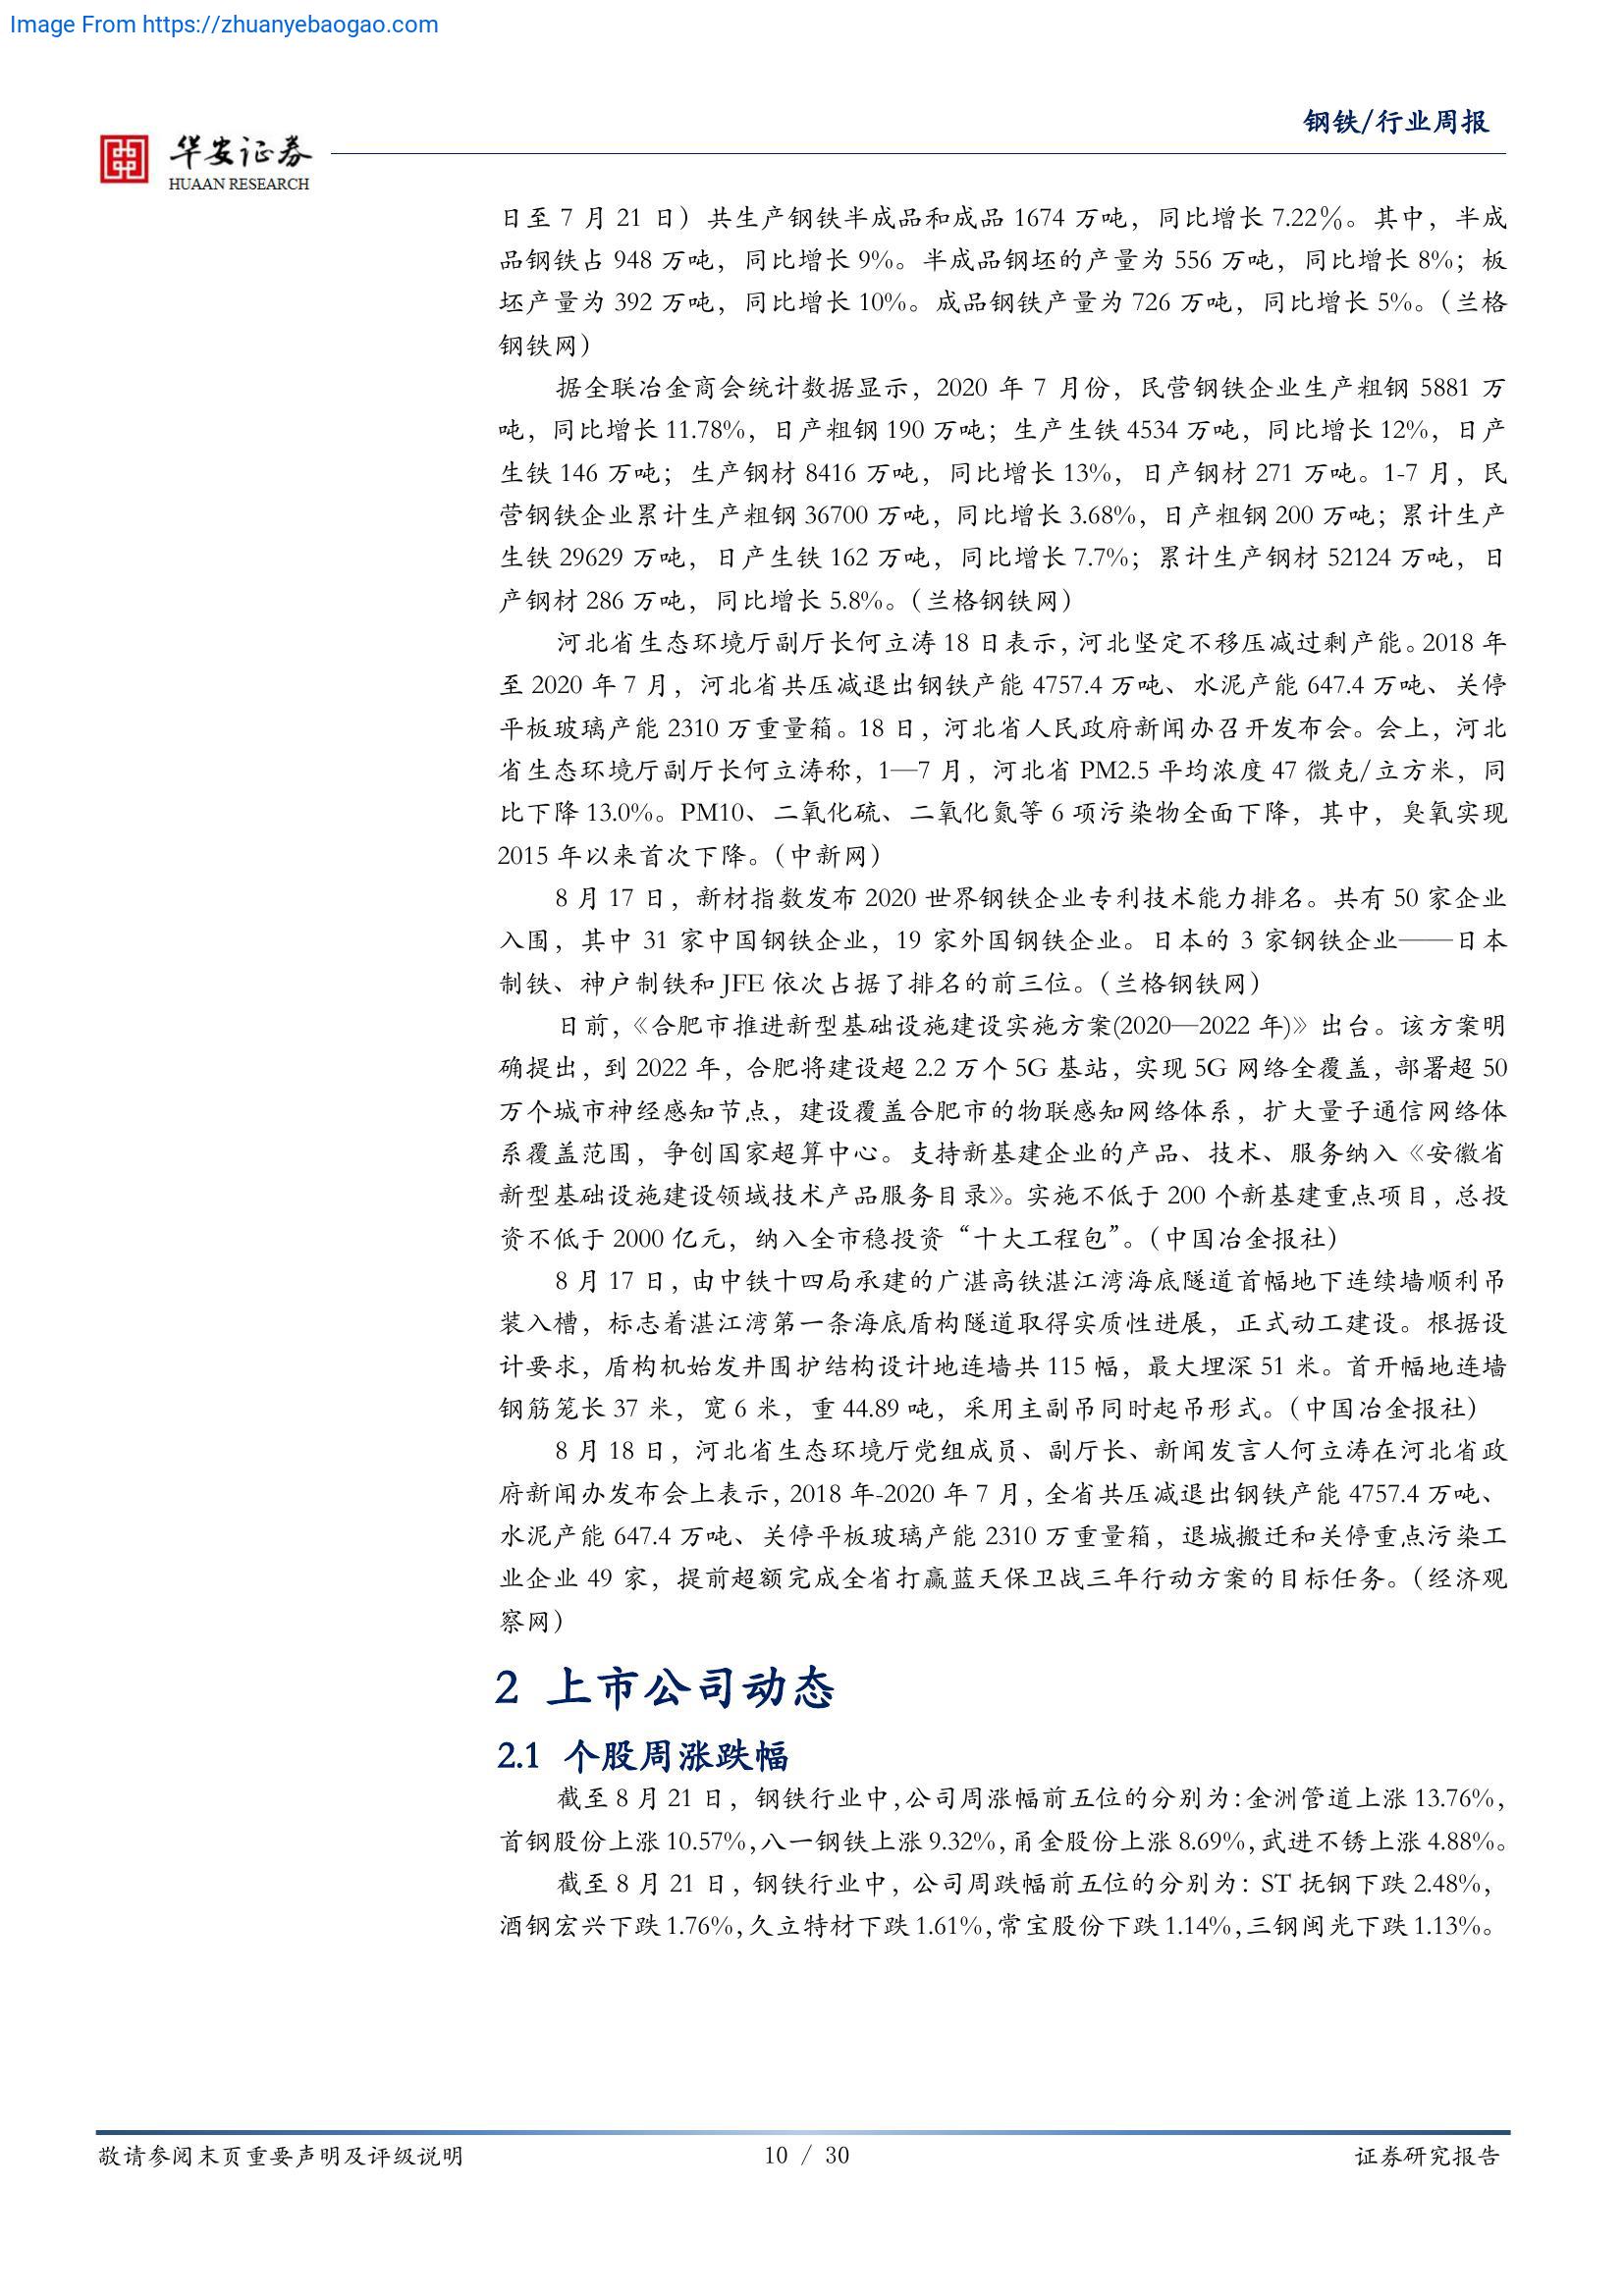 Image From https://zhuanyebaogao.com
钢铁/行业周报
华安证券
HUAAN RESEARCH
日至 7 月 21 日）共生产钢铁半成品和成品 1674 万吨，同比增长 7.22%。其中，半成
品钢铁占 948 万吨，同比增长 9%。半成品钢坯的产量为 556 万吨，同比增长 8%；板
坯产量为 392 万吨，同比增长 10%。成品钢铁产量为 726 万吨，同比增长 5%。（兰格
钢铁网）
据全联冶金商会统计数据显示，2020 年 7 月份，民营钢铁企业生产粗钢 5881 万
吨，同比增长 11.78%，日产粗钢 190 万吨；生产生铁 4534 万吨，同比增长 12%，日产
生铁 146 万吨；生产钢材 8416 万吨，同比增长 13%，日产钢材 271 万吨。1-7 月，民
营钢铁企业累计生产粗钢 36700 万吨，同比增长 3.68%，日产粗钢 200 万吨；累计生产
生铁 29629 万吨，日产生铁 162 万吨，同比增长 7.7%；累计生产钢材 52124 万吨，日
产钢材 286 万吨，同比增长 5.8%。（兰格钢铁网）
河北省生态环境厅副厅长何立涛 18 日表示，河北坚定不移压减过剩产能。2018 年
至 2020 年 7 月，河北省共压减退出钢铁产能 4757.4 万吨、水泥产能 647.4 万吨、关停
平板玻璃产能 2310 万重量箱。18 日，河北省人民政府新闻办召开发布会。会上，河北
省生态环境厅副厅长何立涛称，1—7 月，河北省 PM2.5 平均浓度 47 微克/立方米，同
比下降 13.0%。PM10、二氧化硫、二氧化氮等 6 项污染物全面下降，其中，臭氧实现
2015 年以来首次下降。（中新网）
8 月 17 日，新材指数发布 2020 世界钢铁企业专利技术能力排名。共有 50 家企业
入围，其中 31 家中国钢铁企业，19 家外国钢铁企业。日本的 3 家钢铁企业——日本
制铁、神户制铁和 JFE 依次占据了排名的前三位。（兰格钢铁网）
日前，《合肥市推进新型基础设施建设实施方案(2020—2022 年)》出台。该方案明
确提出，到 2022 年，合肥将建设超 2.2 万个 5G 基站，实现 5G 网络全覆盖，部署超 50
万个城市神经感知节点，建设覆盖合肥市的物联感知网络体系，扩大量子通信网络体
系覆盖范围，争创国家超算中心。支持新基建企业的产品、技术、服务纳入《安徽省
新型基础设施建设领域技术产品服务目录》。实施不低于 200 个新基建重点项目，总投
资不低于 2000 亿元，纳入全市稳投资“十大工程包”。（中国冶金报社）
8 月 17 日，由中铁十四局承建的广湛高铁湛江湾海底隧道首幅地下连续墙顺利吊
装入槽，标志着湛江湾第一条海底盾构隧道取得实质性进展，正式动工建设。根据设
计要求，盾构机始发井围护结构设计地连墙共 115 幅，最大埋深 51 米。首开幅地连墙
钢筋笼长 37 米，宽 6 米，重 44.89 吨，采用主副吊同时起吊形式。（中国冶金报社）
8 月 18 日，河北省生态环境厅党组成员、副厅长、新闻发言人何立涛在河北省政
府新闻办发布会上表示，2018 年-2020 年 7 月，全省共压减退出钢铁产能 4757.4 万吨、
水泥产能 647.4 万吨、关停平板玻璃产能 2310 万重量箱，退城搬迁和关停重点污染工
业企业 49 家，提前超额完成全省打赢蓝天保卫战三年行动方案的目标任务。（经济观
察网）
2 上市公司动态
2.1 个股周涨跌幅
截至 8 月 21 日，钢铁行业中，公司周涨幅前五位的分别为：金洲管道上涨 13.76%，
首钢股份上涨 10.57%，八一钢铁上涨 9.32%，甬金股份上涨 8.69%，武进不锈上涨 4.88%。
截至 8 月 21 日，钢铁行业中，公司周跌幅前五位的分别为：ST 抚钢下跌 2.48%，
酒钢宏兴下跌 1.76%，久立特材下跌 1.61%，常宝股份下跌 1.14%，三钢闽光下跌 1.13%。
敬请参阅末页重要声明及评级说明
10 / 30
证券研究报告